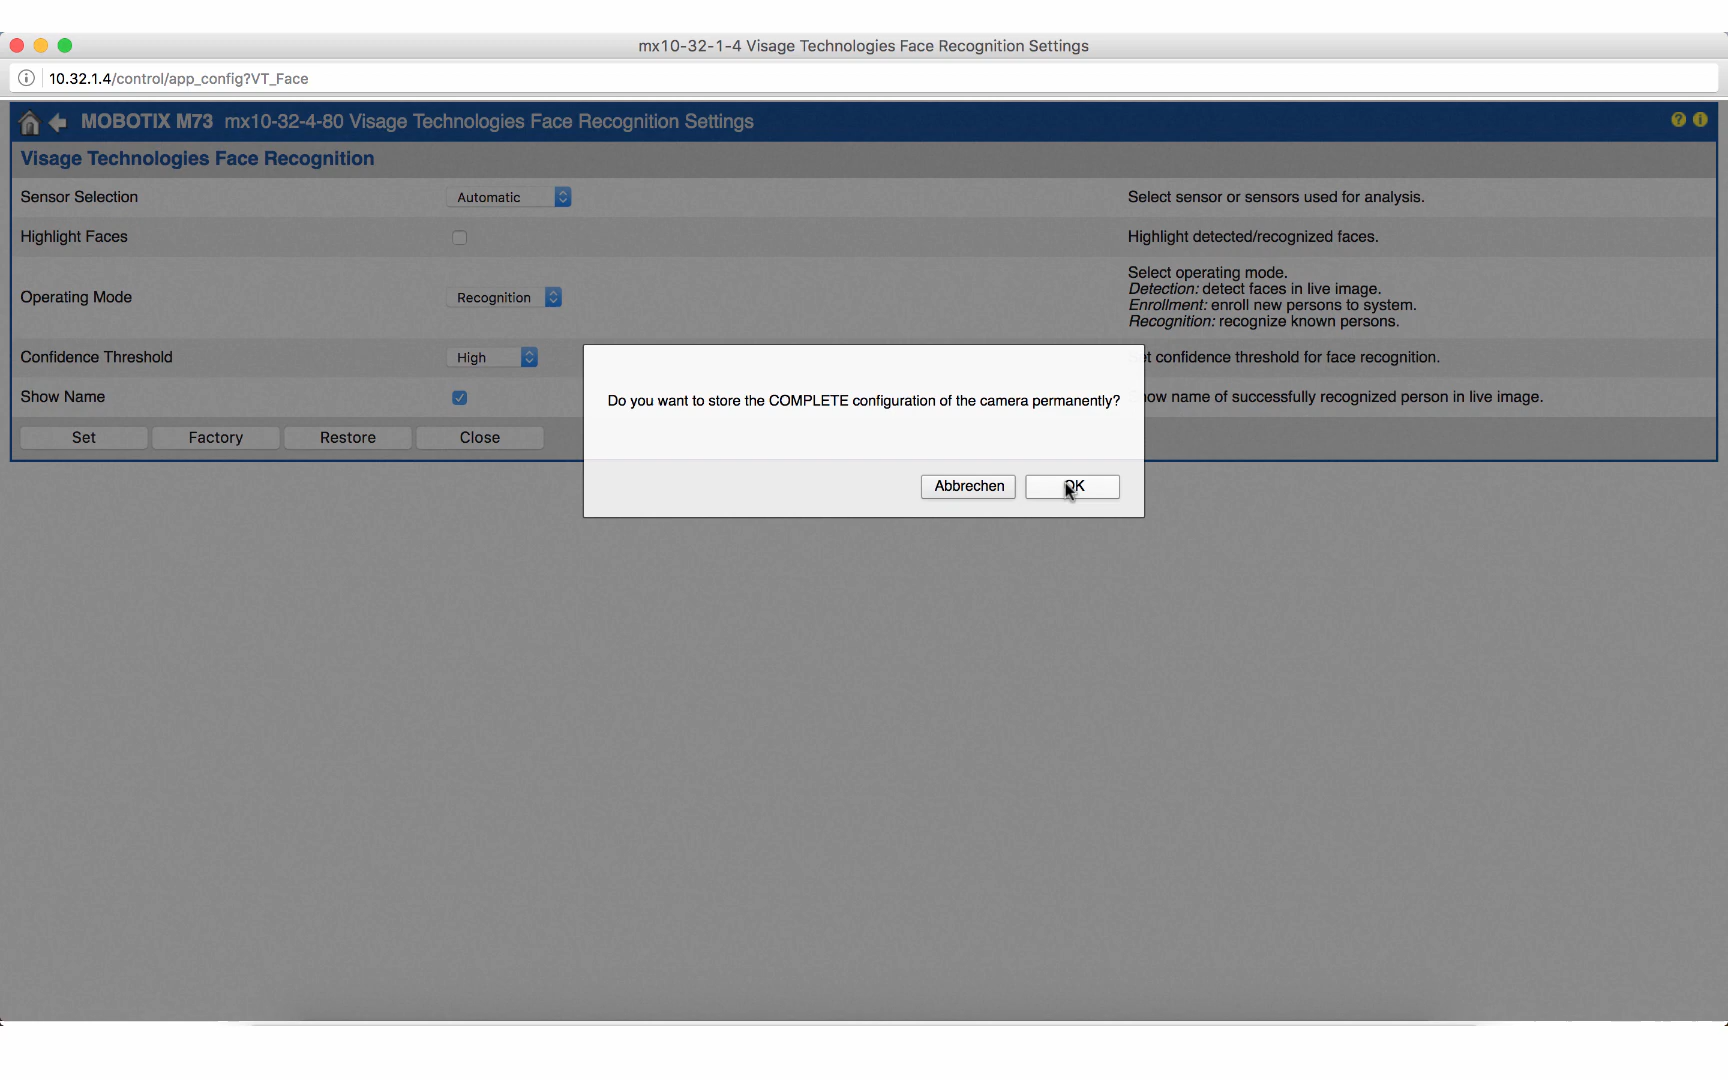 mx10-32-1-4 Visage Technologies Face Recognition Settings
10.32.1.4/control/app_config?VT_Face
MOBOTIX M73 mx10-32-4-80 Visage Technologies Face Recognition Settings
Visage Technologies Face Recognition
Sensor Selection Automatic Select sensor or sensors used for analysis.
Highlight Faces Highlight detected/recognized faces.
Select operating mode.
Detection: detect faces in live image.
Operating Mode Recognition
Enrollment: enroll new persons to system.
Recognition: recognize known persons.
Confidence Threshold High confidence threshold for face recognition.
Show Name name of successfully recognized person in live image.
Do you want to store the COMPLETE configuration of the camera permanently?
Set Factory Restore Close
Abbrechen OK